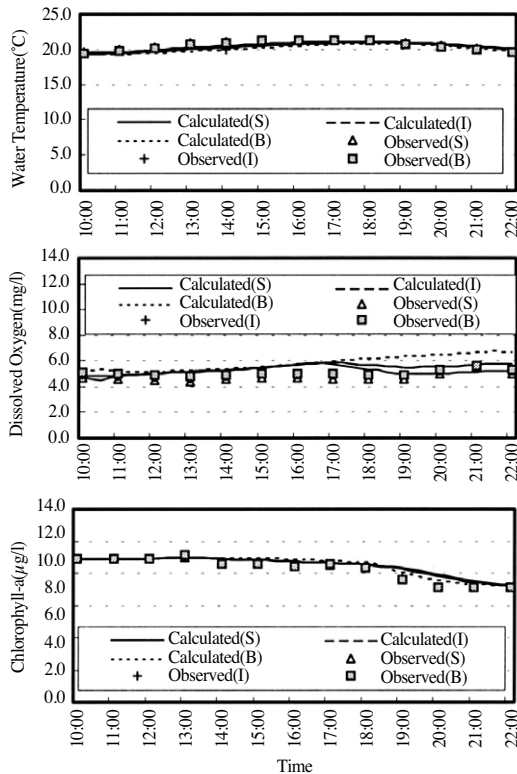 Water Temperature(℃)
25.0
20.0
15.0
10.0
5.0
0.0
Calculated(S)
Calculated(I)
Calculated(B)
Observed(S)
Observed(I)
Observed(B)
10:00
11:00
12:00
13:00
14:00
15:00
16:00
17:00
18:00
19:00
20:00
21:00
22:00
Dissolved Oxygen(mg/l)
14.0
12.0
10.0
8.0
6.0
4.0
2.0
0.0
Calculated(S)
Calculated(I)
Calculated(B)
Observed(S)
Observed(I)
Observed(B)
10:00
11:00
12:00
13:00
14:00
15:00
16:00
17:00
18:00
19:00
20:00
21:00
22:00
Chlorophyll-a(μg/l)
14.0
12.0
10.0
8.0
6.0
4.0
2.0
0.0
Calculated(S)
Calculated(I)
Calculated(B)
Observed(S)
Observed(I)
Observed(B)
10:00
11:00
12:00
13:00
14:00
15:00
16:00
17:00
18:00
19:00
20:00
21:00
22:00
Time